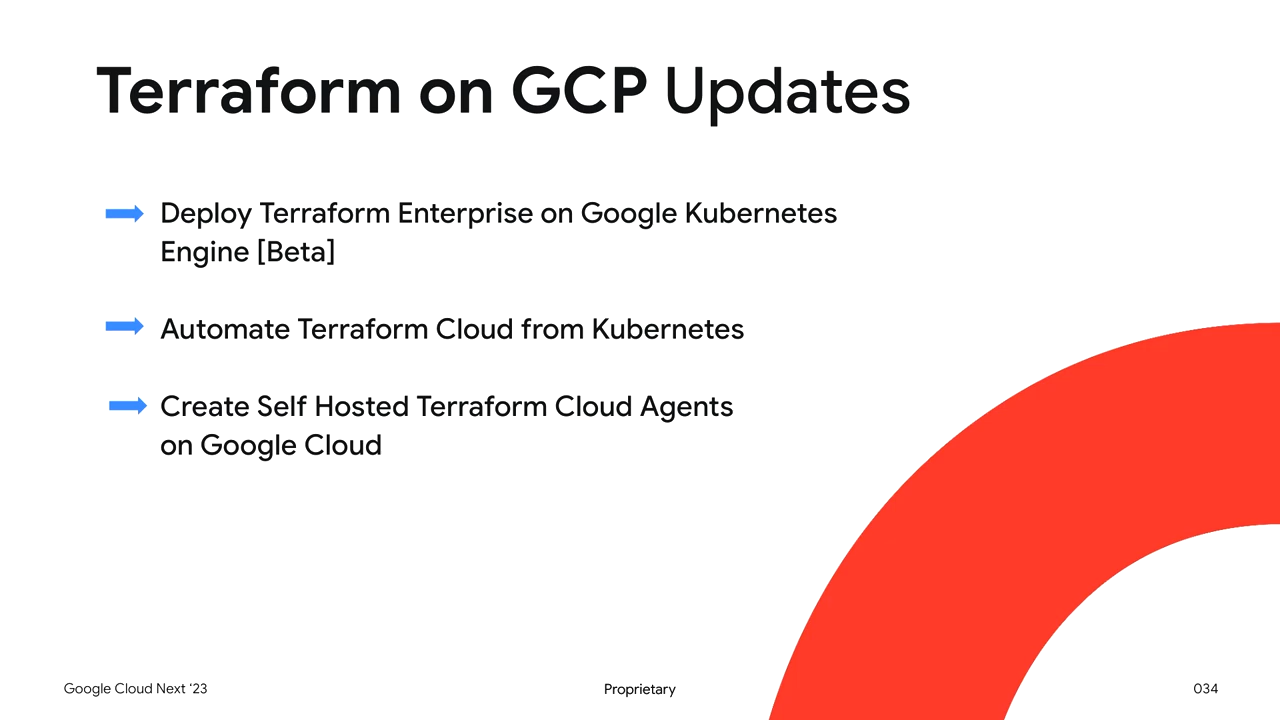 Terraform on GCP Updates
Deploy Terraform Enterprise on Google Kubernetes
Engine [Beta]
Automate Terraform Cloud from Kubernetes
Create Self Hosted Terraform Cloud Agents
on Google Cloud
Google Cloud Next ‘23
Proprietary
034